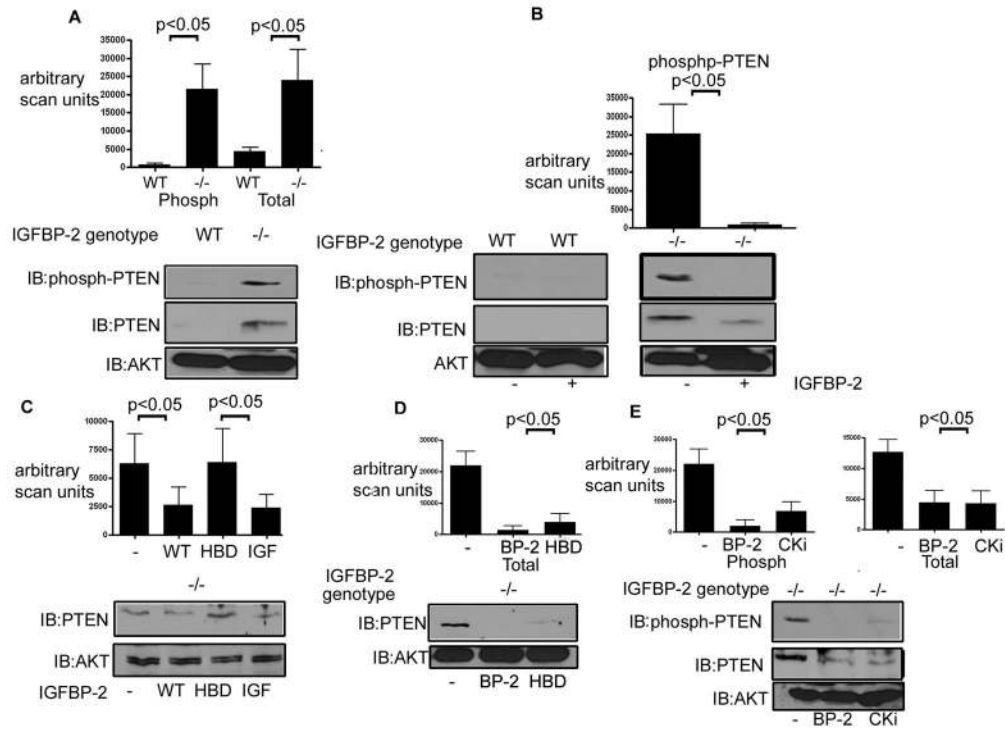 A
p<0.05 p<0.05
arbitrary
scan units
35000
30000
25000
20000
15000
10000
5000
0
WT -/- WT -/-
Phosph Total
IGFBP-2 genotype WT -/-
IB:phosph-PTEN
IB:PTEN
IB:AKT
B
phosphp-PTEN
p<0.05
arbitrary
scan units
35000
30000
25000
20000
15000
10000
5000
0
-/- -/-
IGFBP-2 genotype WT WT
IB:phosph-PTEN
IB:PTEN
AKT
- + - + IGFBP-2
C
p<0.05 p<0.05
arbitrary
scan units
10000
7500
5000
2500
0
- WT HBD IGF
-/-
IB:PTEN
IB:AKT
IGFBP-2 - WT HBD IGF
D
p<0.05
arbitrary
scan units
30000
20000
10000
0
- BP-2 HBD
Total
IGFBP-2
genotype -/-
IB:PTEN
IB:AKT
- BP-2 HBD
E
p<0.05 p<0.05
arbitrary
scan units
30000
20000
10000
0
- BP-2 CKi
Phosph
15000
10000
5000
0
- BP-2 CKi
Total
IGFBP-2 genotype -/- -/- -/-
IB:phosph-PTEN
IB:PTEN
IB:AKT
- BP-2 CKi